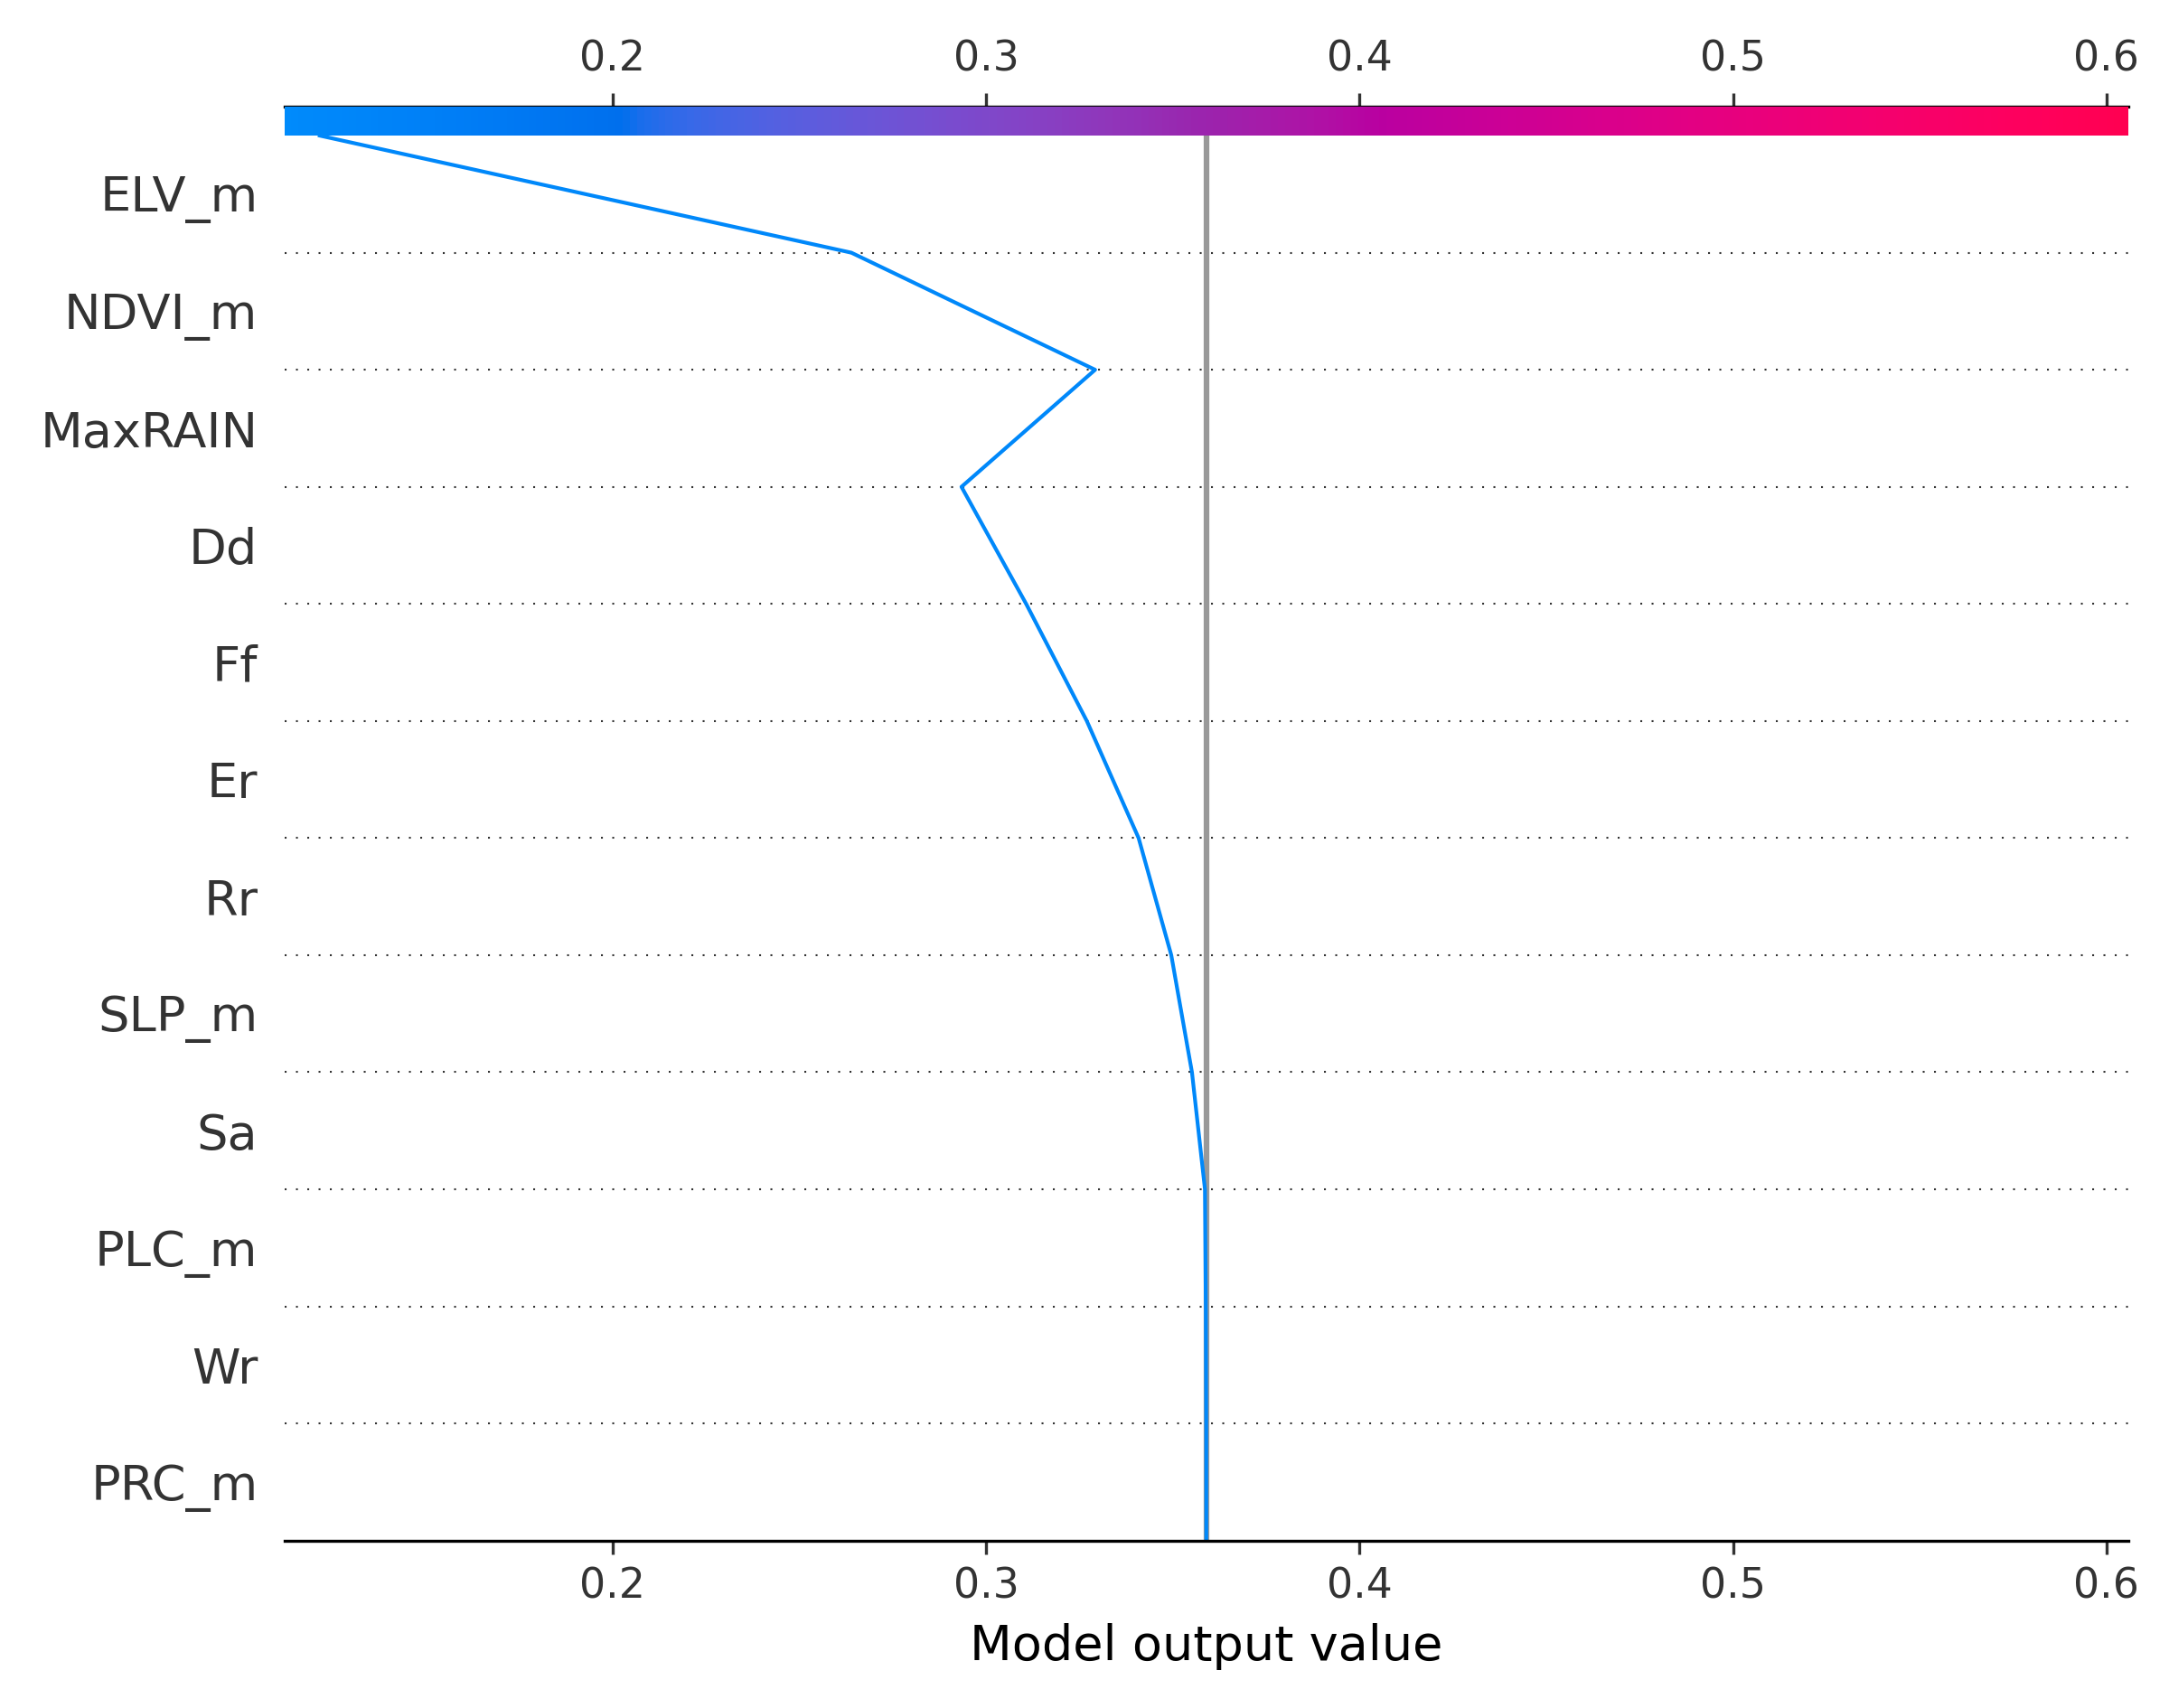 0.2 0.3 0.4 0.5 0.6
ELV_m
NDVI_m
MaxRAIN
Dd
Ff
Er
Rr
SLP_m
Sa
PLC_m
Wr
PRC_m
0.2 0.3 0.4 0.5 0.6
Model output value